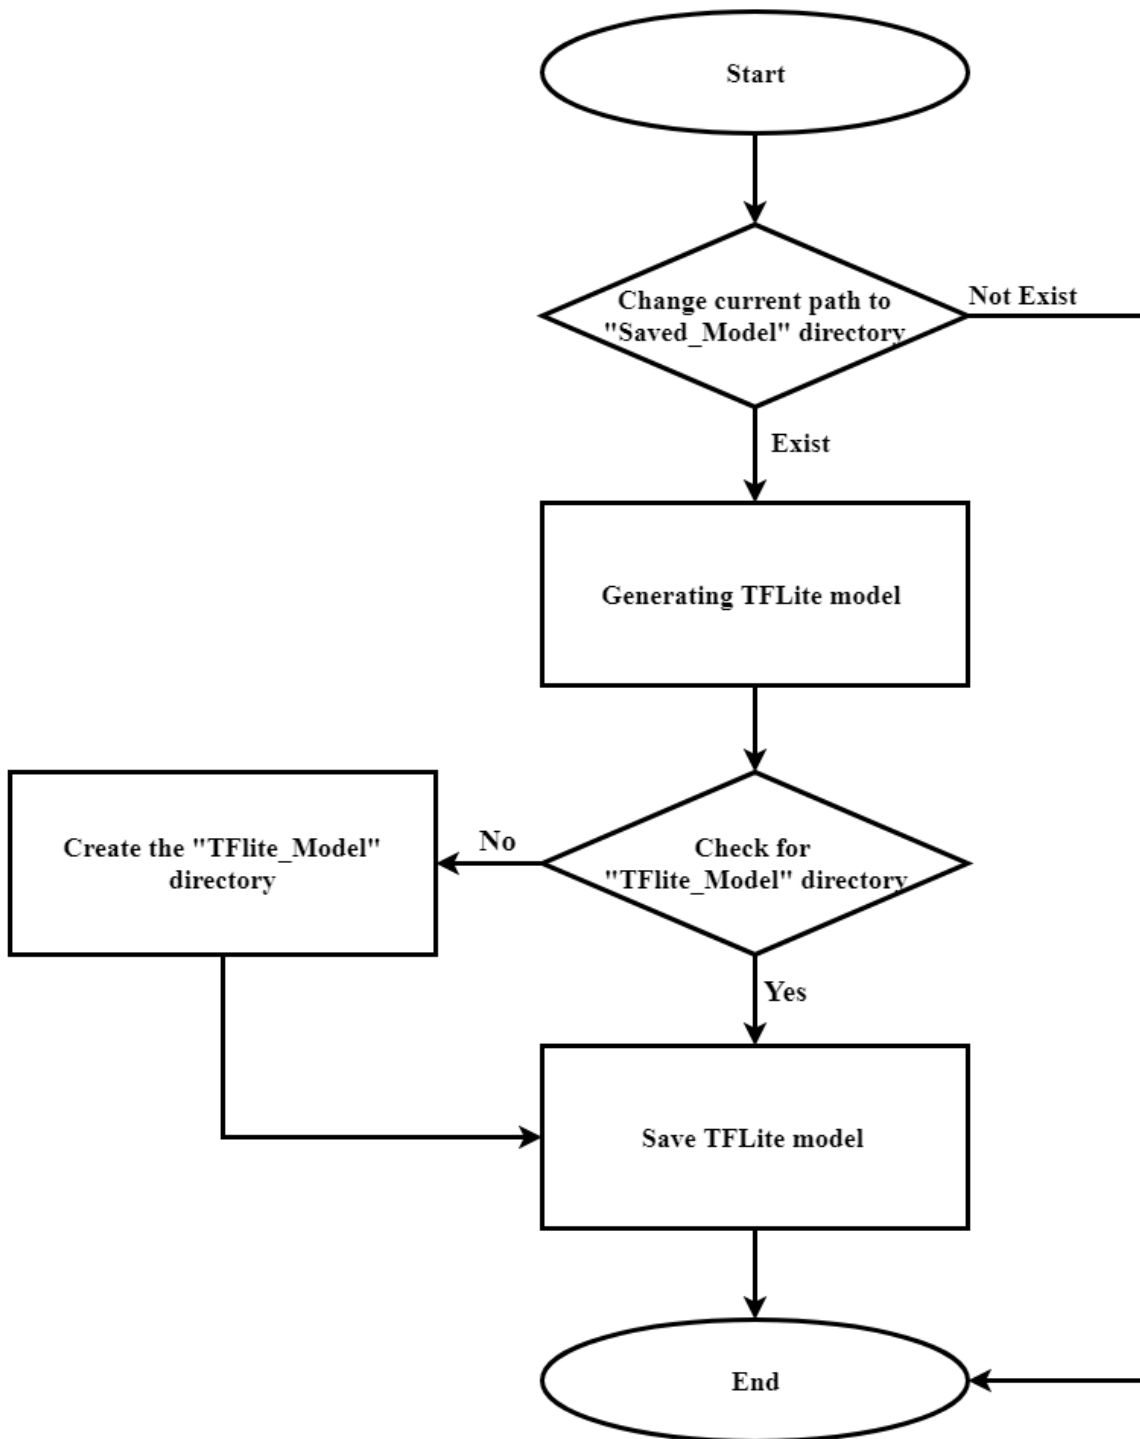 Start
Change current path to
"Saved_Model" directory
Not Exist
Exist
Generating TFLite model
Create the "TFlite_Model"
directory
No
Check for
"TFlite_Model" directory
Yes
Save TFLite model
End